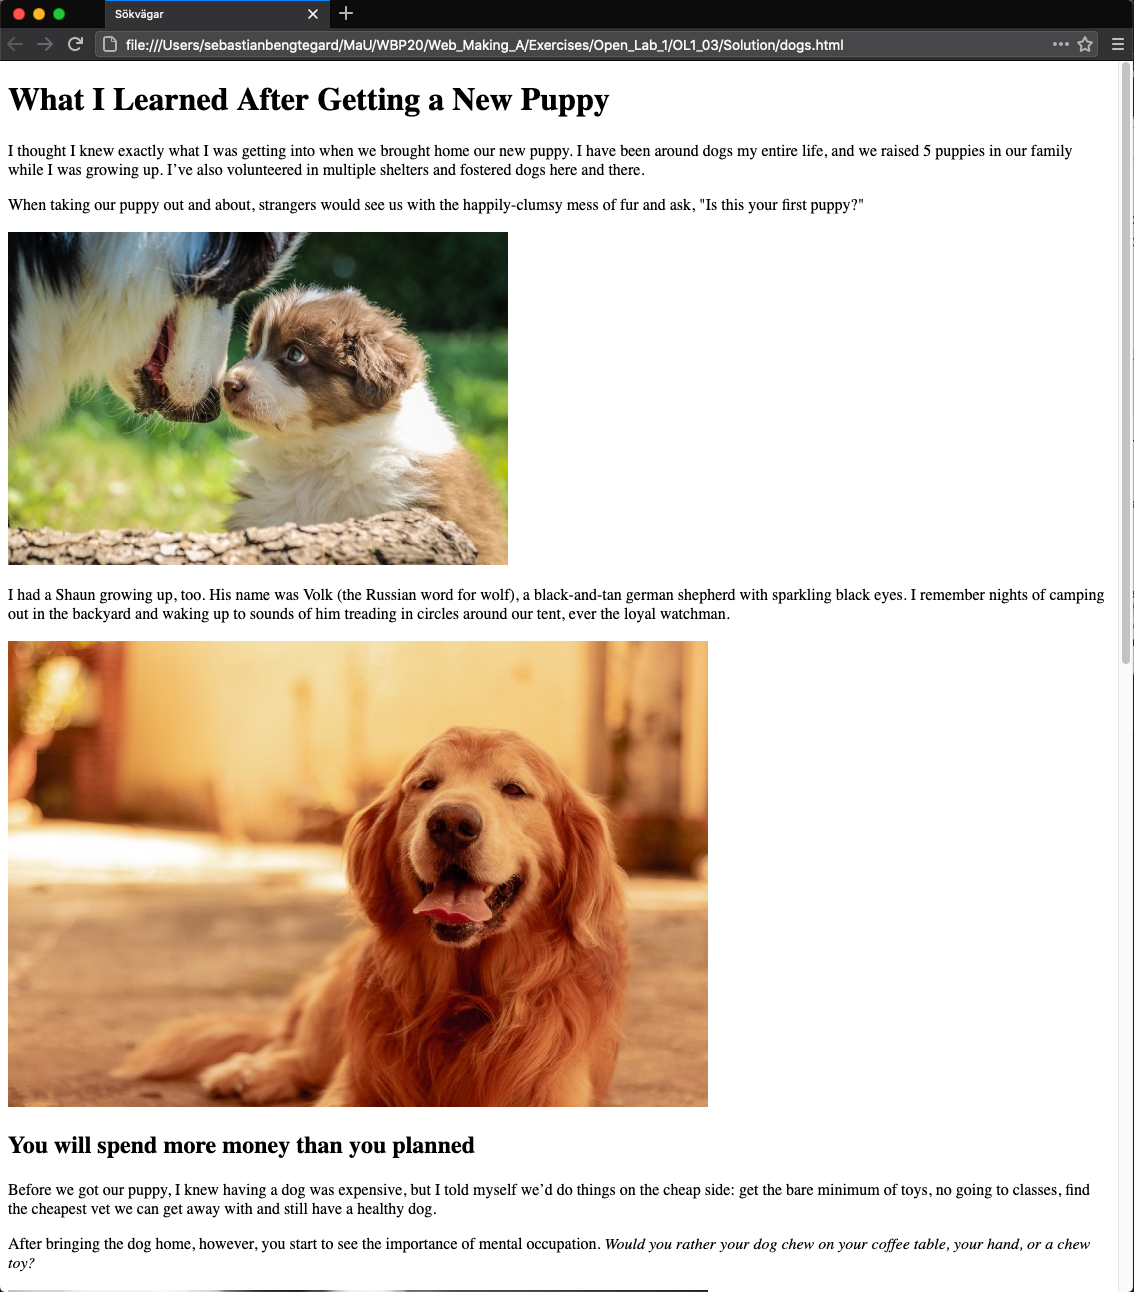 Sökvägar
file:///Users/sebastianbengtegard/MaU/WBP20/Web_Making_A/Exercises/Open_Lab_1/OL1_03/Solution/dogs.html
What I Learned After Getting a New Puppy
I thought I knew exactly what I was getting into when we brought home our new puppy. I have been around dogs my entire life, and we raised 5 puppies in our family
while I was growing up. I’ve also volunteered in multiple shelters and fostered dogs here and there.
When taking our puppy out and about, strangers would see us with the happily-clumsy mess of fur and ask, "Is this your first puppy?"
I had a Shaun growing up, too. His name was Volk (the Russian word for wolf), a black-and-tan german shepherd with sparkling black eyes. I remember nights of camping
out in the backyard and waking up to sounds of him treading in circles around our tent, ever the loyal watchman.
You will spend more money than you planned
Before we got our puppy, I knew having a dog was expensive, but I told myself we’d do things on the cheap side: get the bare minimum of toys, no going to classes, find
the cheapest vet we can get away with and still have a healthy dog.
After bringing the dog home, however, you start to see the importance of mental occupation. Would you rather your dog chew on your coffee table, your hand, or a chew
toy?